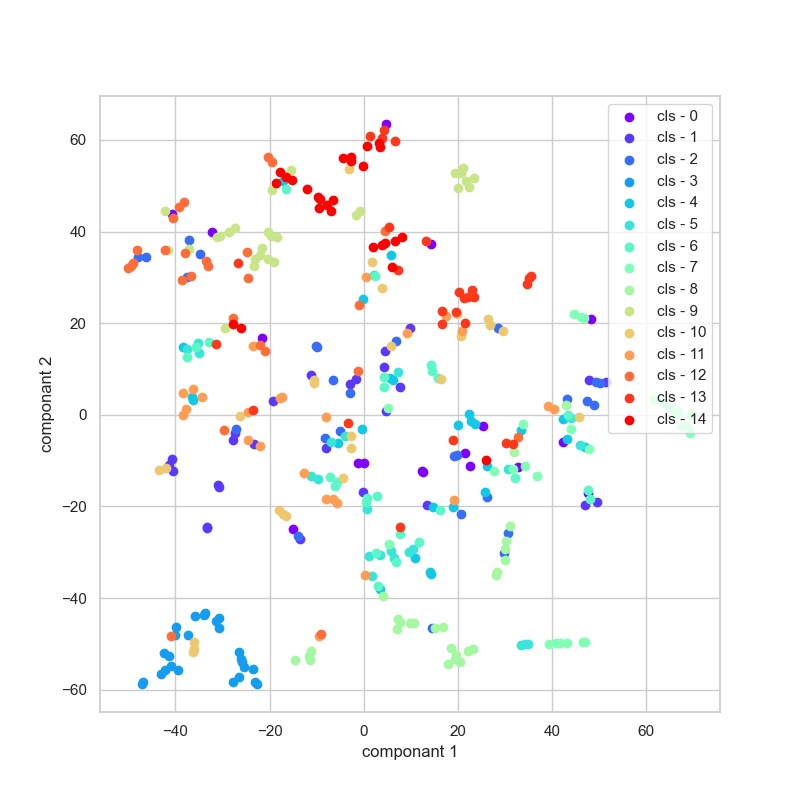 cls - 0
cls - 1
cls - 2
cls - 3
cls - 4
cls - 5
cls - 6
cls - 7
cls - 8
cls - 9
cls - 10
cls - 11
cls - 12
cls - 13
cls - 14
60
40
20
0
−20
−40
−60
componant 2
−40 −20 0 20 40 60
componant 1